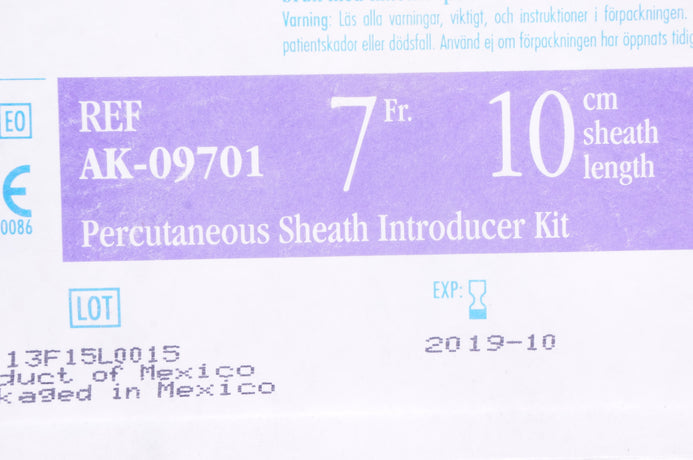 Varning: Läs alla varningar, viktigt, och instruktioner i förpackningen.
patientskador eller dödsfall. Använd ej om förpackningen har öppnats tidig
EO
REF
AK-09701
7 Fr.
10 cm sheath length
0086
Percutaneous Sheath Introducer Kit
LOT
EXP:
13F15L0015
2019-10
duct of Mexico
kaged in Mexico